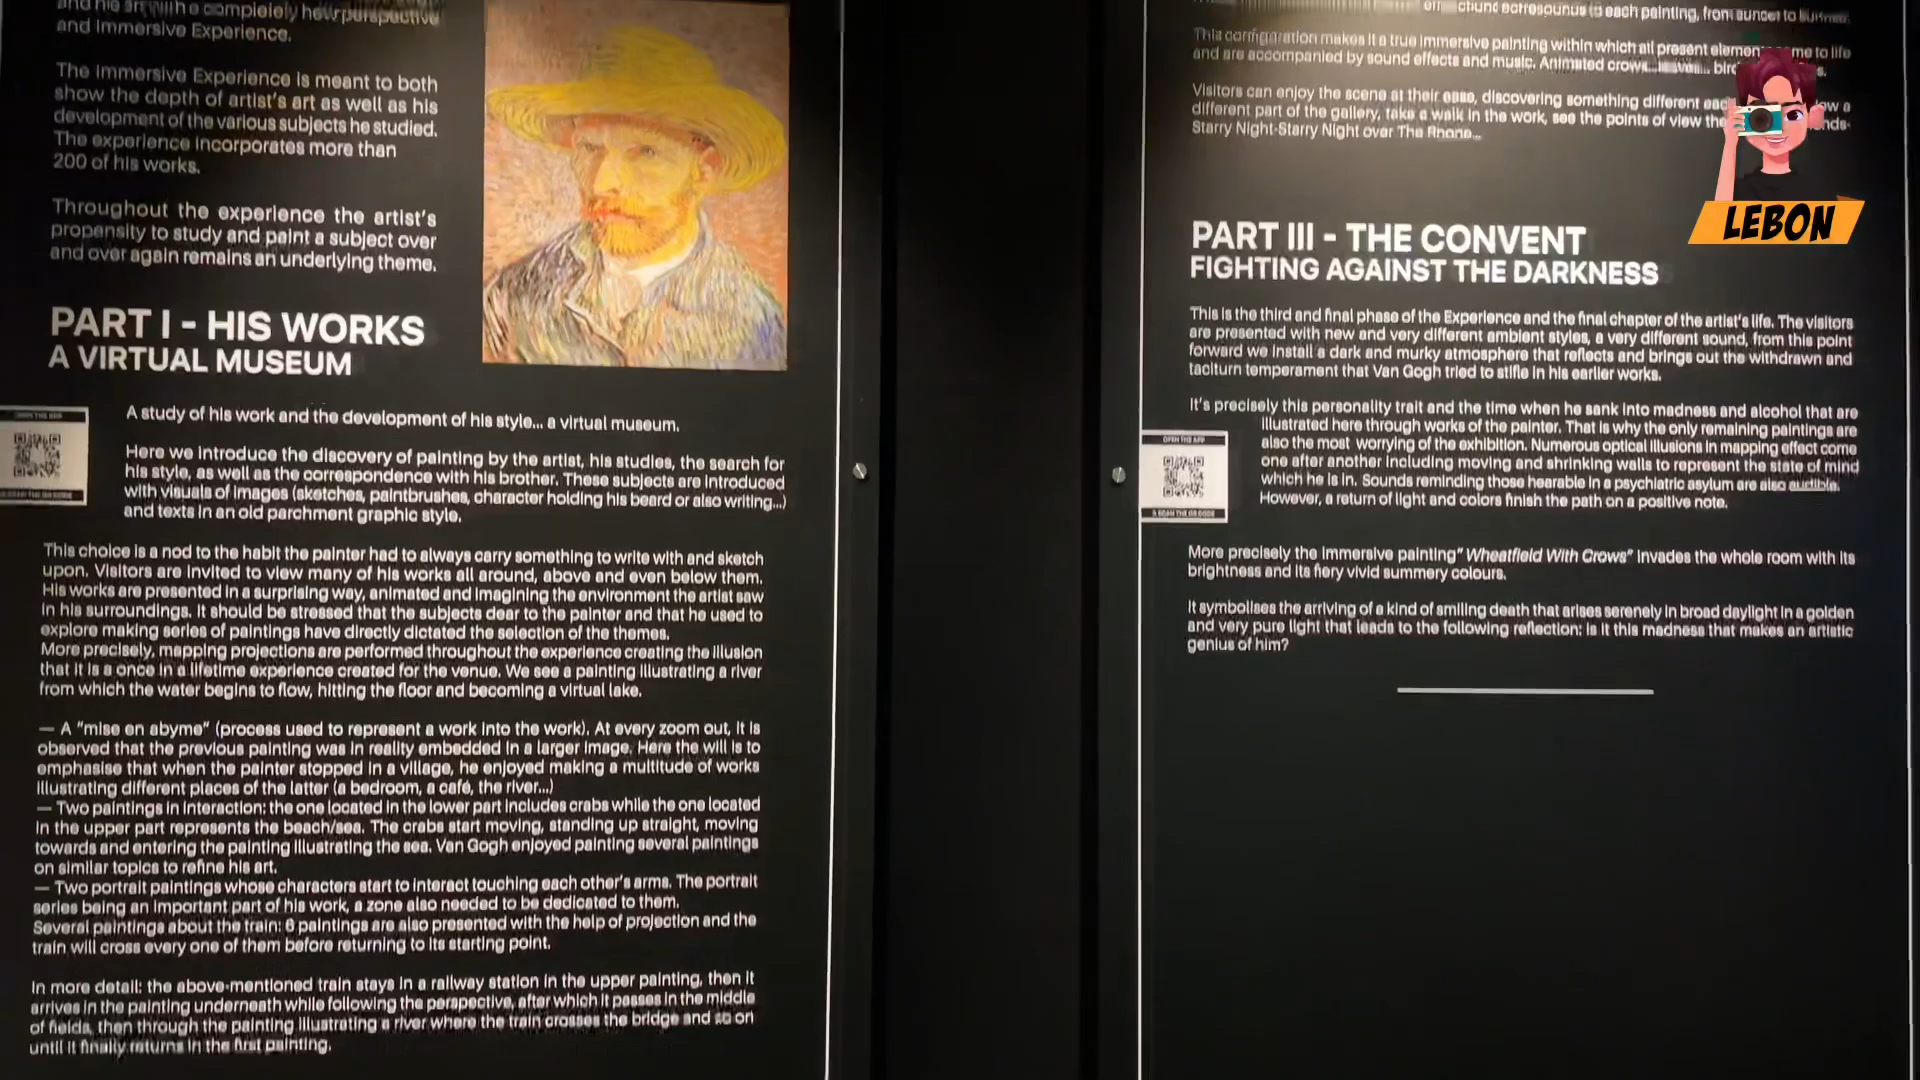 and his art with a completely new perspective
and Immersive Experience.
The Immersive Experience is meant to both
show the depth of artist's art as well as his
development of the various subjects he studied.
The experience incorporates more than
200 of his works.
Throughout the experience the artist's
propensity to study and paint a subject over
and over again remains an underlying theme.
PART I - HIS WORKS
A VIRTUAL MUSEUM
A study of his work and the development of his style... a virtual museum.
Here we introduce the discovery of painting by the artist, his studies, the search for
his style, as well as the correspondence with his brother. These subjects are introduced
with visuals of images (sketches, paintbrushes, character holding his beard or also writing...)
and texts in an old parchment graphic style.
This choice is a nod to the habit the painter had to always carry something to write with and sketch
upon. Visitors are invited to view many of his works all around, above and even below them.
His works are presented in a surprising way, animated and imagining the environment the artist saw
in his surroundings. It should be stressed that the subjects dear to the painter and that he used to
explore making series of paintings have directly dictated the selection of the themes.
More precisely, mapping projections are performed throughout the experience creating the illusion
that it is a once in a lifetime experience created for the venue. We see a painting illustrating a river
from which the water begins to flow, hitting the floor and becoming a virtual lake.
— A "mise en abyme" (process used to represent a work into the work). At every zoom out, it is
observed that the previous painting was in reality embedded in a larger image. Here the will is to
emphasise that when the painter stopped in a village, he enjoyed making a multitude of works
illustrating different places of the latter (a bedroom, a café, the river...)
— Two paintings in interaction: the one located in the lower part includes crabs while the one located
in the upper part represents the beach/sea. The crabs start moving, standing up straight, moving
towards and entering the painting illustrating the sea. Van Gogh enjoyed painting several paintings
on similar topics to refine his art.
— Two portrait paintings whose characters start to interact touching each other's arms. The portrait
series being an important part of his work, a zone also needed to be dedicated to them.
Several paintings about the train: 6 paintings are also presented with the help of projection and the
train will cross every one of them before returning to its starting point.
In more detail: the above-mentioned train stays in a railway station in the upper painting, then it
arrives in the painting underneath while following the perspective, after which it passes in the middle
of fields, then through the painting illustrating a river where the train crosses the bridge and so on
until it finally returns in the first painting.
each painting, from sunset to
This configuration makes it a true immersive painting within which all present elements come to life
and are accompanied by sound effects and music. Animated crows,
Visitors can enjoy the scene at their ease, discovering something different each
different part of the gallery, take a walk in the work, see the points of view
Starry Night-Starry Night over The Rhone...
LEBON
PART III - THE CONVENT
FIGHTING AGAINST THE DARKNESS
This is the third and final phase of the Experience and the final chapter of the artist's life. The visitors
are presented with new and very different ambient styles, a very different sound, from this point
forward we install a dark and murky atmosphere that reflects and brings out the withdrawn and
taciturn temperament that Van Gogh tried to stifle in his earlier works.
It's precisely this personality trait and the time when he sank into madness and alcohol that are
illustrated here through works of the painter. That is why the only remaining paintings are
also the most worrying of the exhibition. Numerous optical illusions in mapping effect come
one after another including moving and shrinking walls to represent the state of mind
which he is in. Sounds reminding those hearable in a psychiatric asylum are also audible.
However, a return of light and colors finish the path on a positive note.
OPEN THE APP
& SCAN THE QR CODE
More precisely the immersive painting" Wheatfield With Crows" invades the whole room with its
brightness and its fiery vivid summery colours.
It symbolises the arriving of a kind of smiling death that arises serenely in broad daylight in a golden
and very pure light that leads to the following reflection: is it this madness that makes an artistic
genius of him?